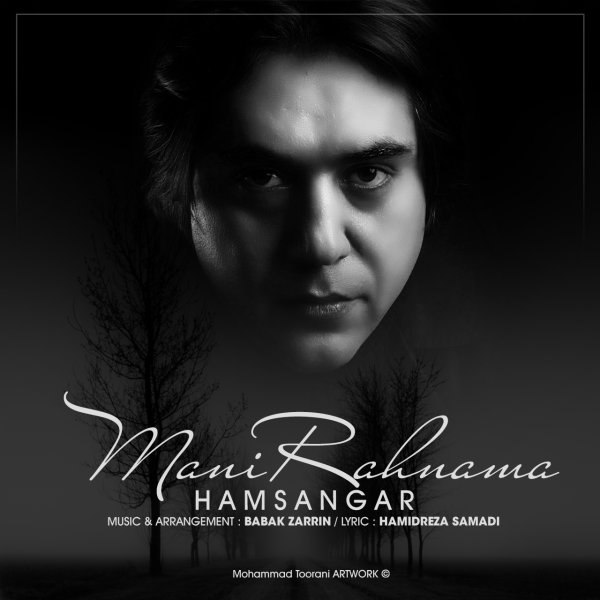 Mani Rahnama
HAMSANGAR
MUSIC & ARRANGEMENT : BABAK ZARRIN / LYRIC : HAMIDREZA SAMADI
Mohammad Toorani ARTWORK ©